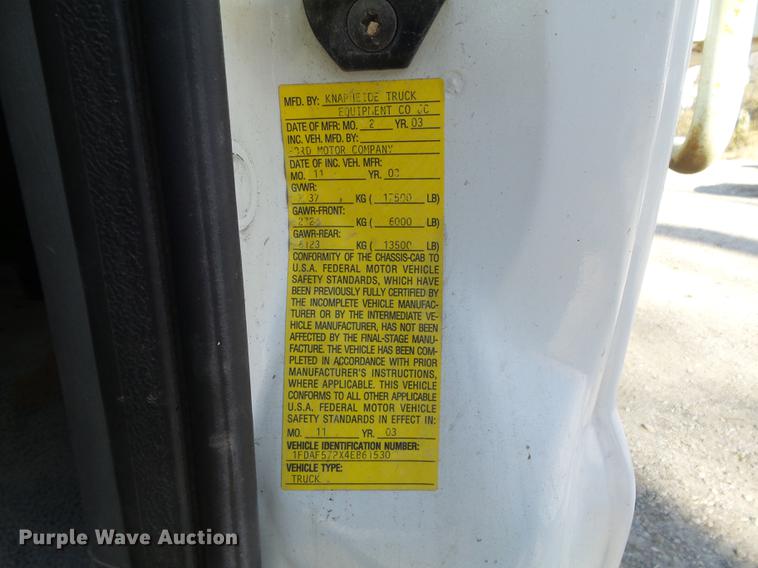 MFD. BY: KNAPHEIDE TRUCK
EQUIPMENT CO
DATE OF MFR: MO. 2 YR. 03
INC. VEH. MFD. BY:
FORD MOTOR COMPANY
DATE OF INC. VEH. MFR:
MO. 11 YR.
GVWR:
KG ( 17500 LB)
GAWR-FRONT:
KG ( 6000 LB)
GAWR-REAR:
6123 KG ( 13500 LB)
CONFORMITY OF THE CHASSIS-CAB TO
U.S.A. FEDERAL MOTOR VEHICLE
SAFETY STANDARDS, WHICH HAVE
BEEN PREVIOUSLY FULLY CERTIFIED BY
THE INCOMPLETE VEHICLE MANUFAC-
TURER OR BY THE INTERMEDIATE VE-
HICLE MANUFACTURER, HAS NOT BEEN
AFFECTED BY THE FINAL-STAGE MANU-
FACTURE. THE VEHICLE HAS BEEN COM-
PLETED IN ACCORDANCE WITH PRIOR
MANUFACTURER'S INSTRUCTIONS,
WHERE APPLICABLE. THIS VEHICLE
CONFORMS TO ALL OTHER APPLICABLE
U.S.A. FEDERAL MOTOR VEHICLE
SAFETY STANDARDS IN EFFECT IN:
MO. 11 YR. 03
VEHICLE IDENTIFICATION NUMBER:
VEHICLE TYPE:
TRUCK
Purple Wave Auction®